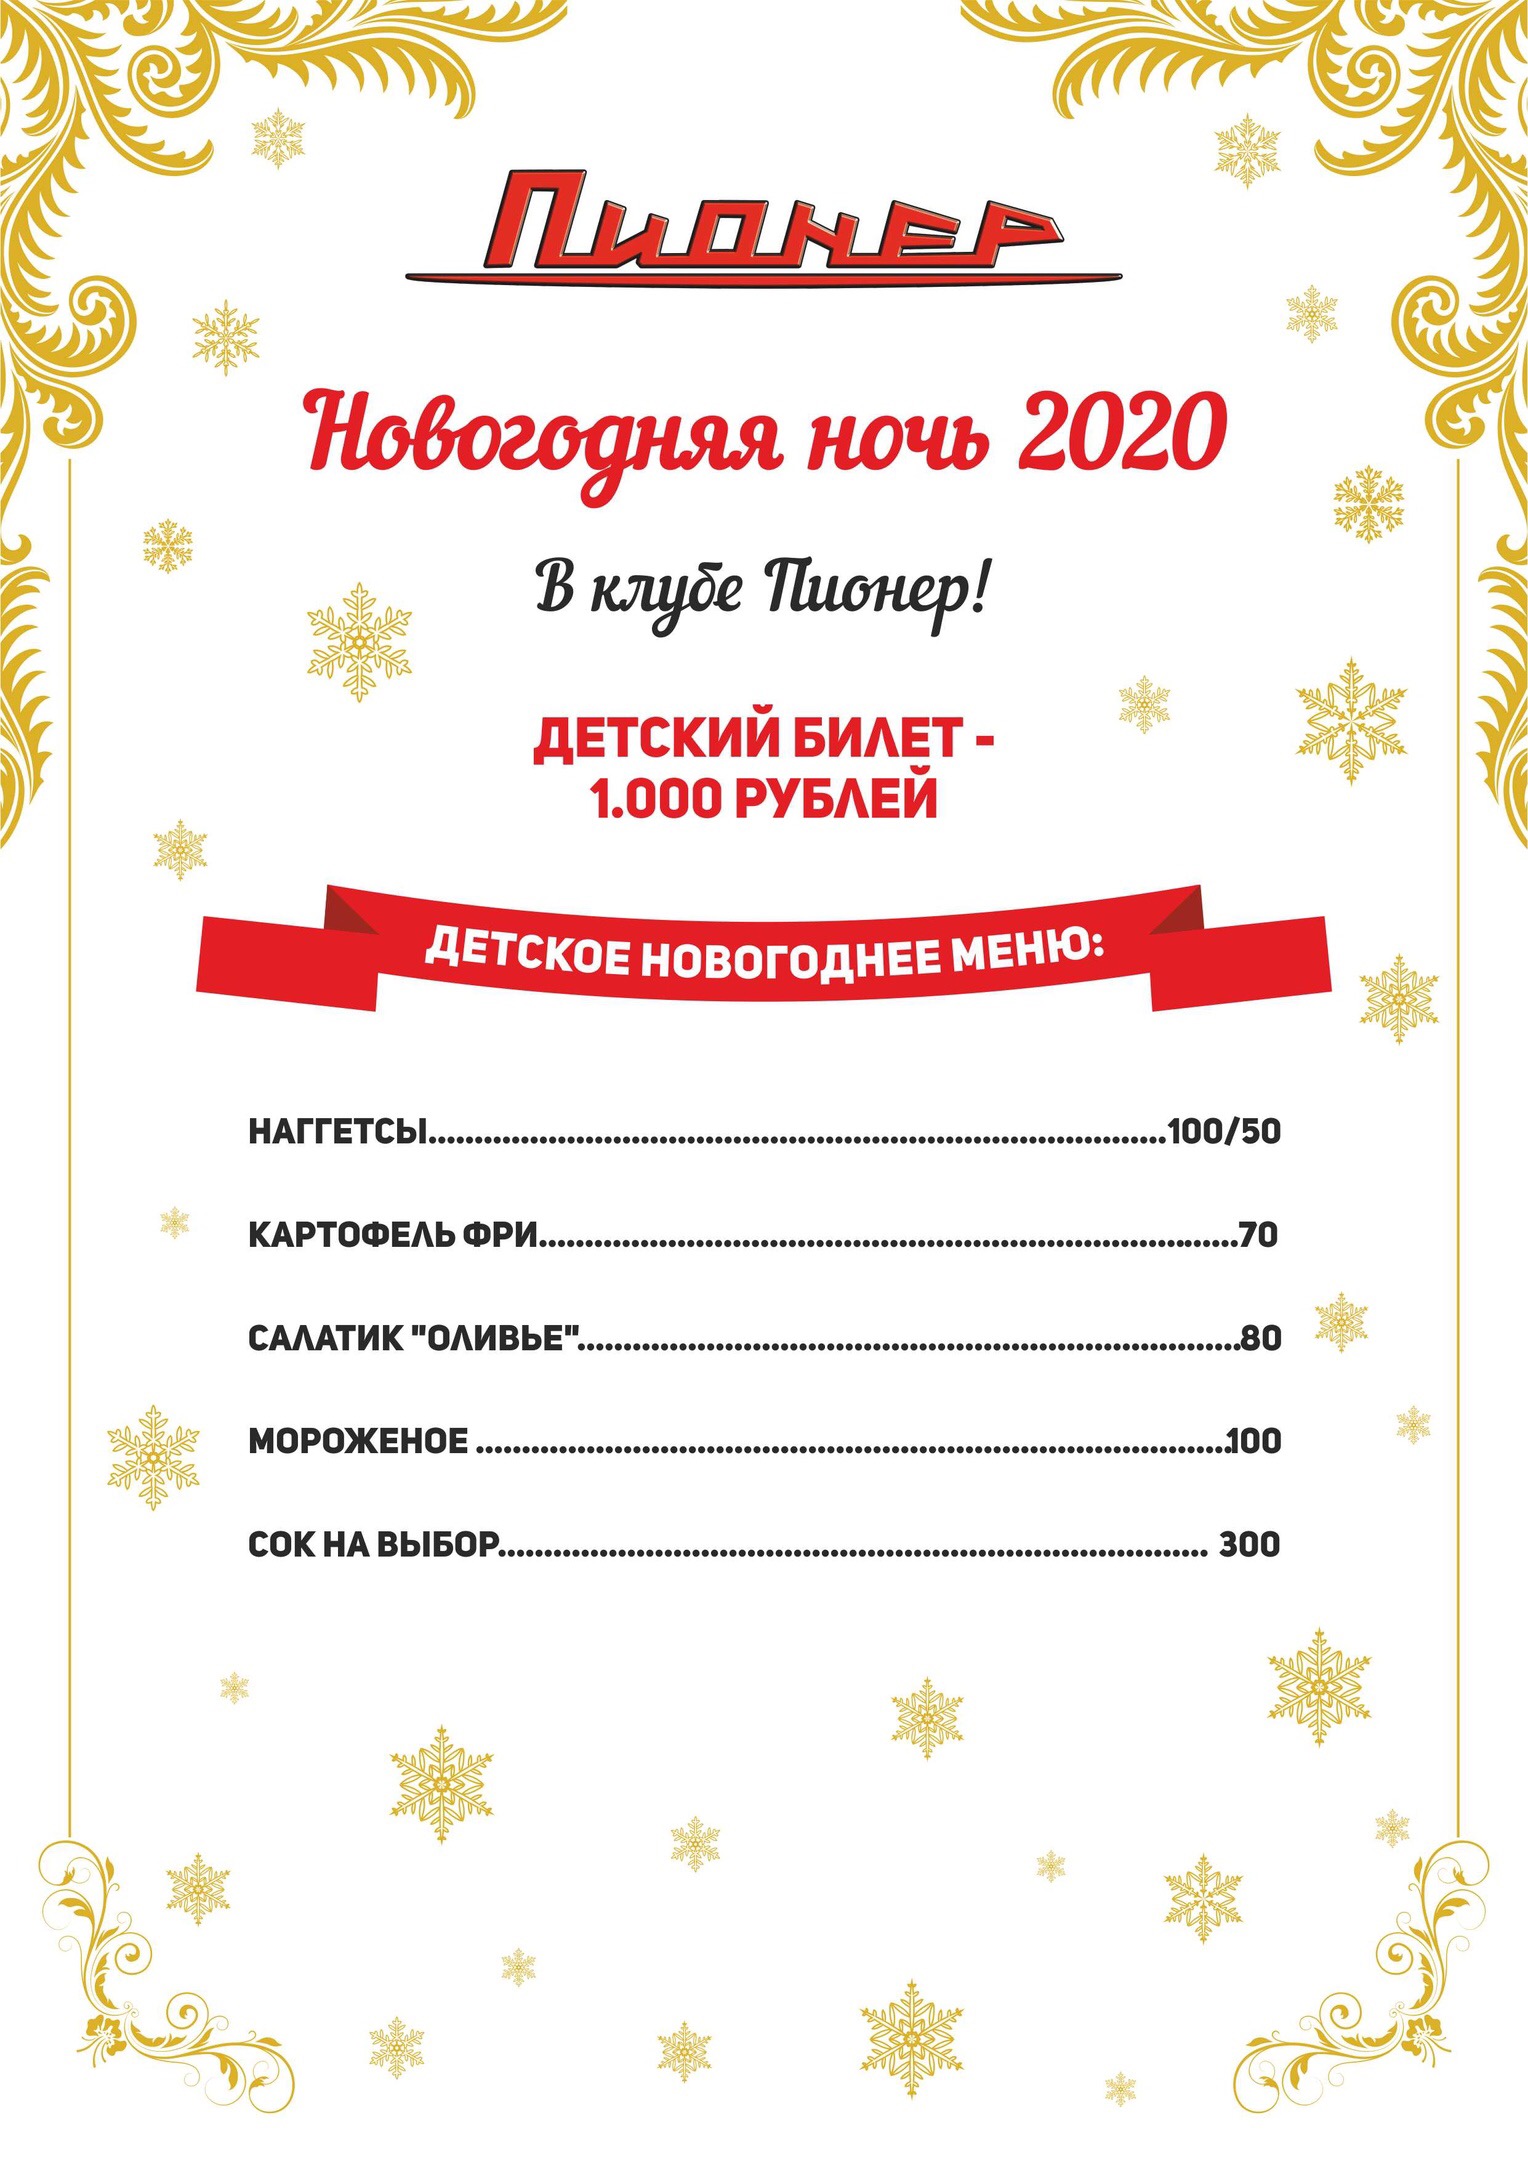 Пионер
Новогодняя ночь 2020
В клубе Пионер!
ДЕТСКИЙ БИЛЕТ -
1.000 РУБЛЕЙ
ДЕТСКОЕ НОВОГОДНЕЕ МЕНЮ:
НАГГЕТСЫ................................................................................100/50
КАРТОФЕЛЬ ФРИ............................................................................70
САЛАТИК "ОЛИВЬЕ"........................................................................80
МОРОЖЕНОЕ ..................................................................................100
СОК НА ВЫБОР............................................................................. 300